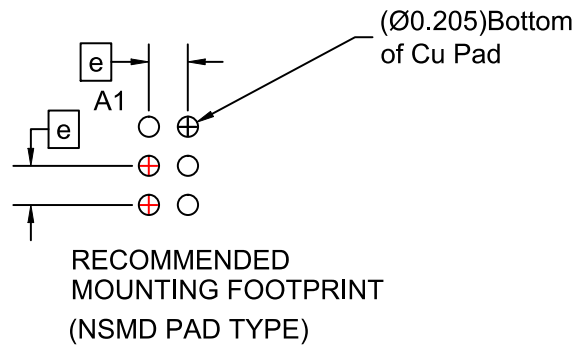 (Ø0.205)Bottom
of Cu Pad
e
A1
e
RECOMMENDED
MOUNTING FOOTPRINT
(NSMD PAD TYPE)